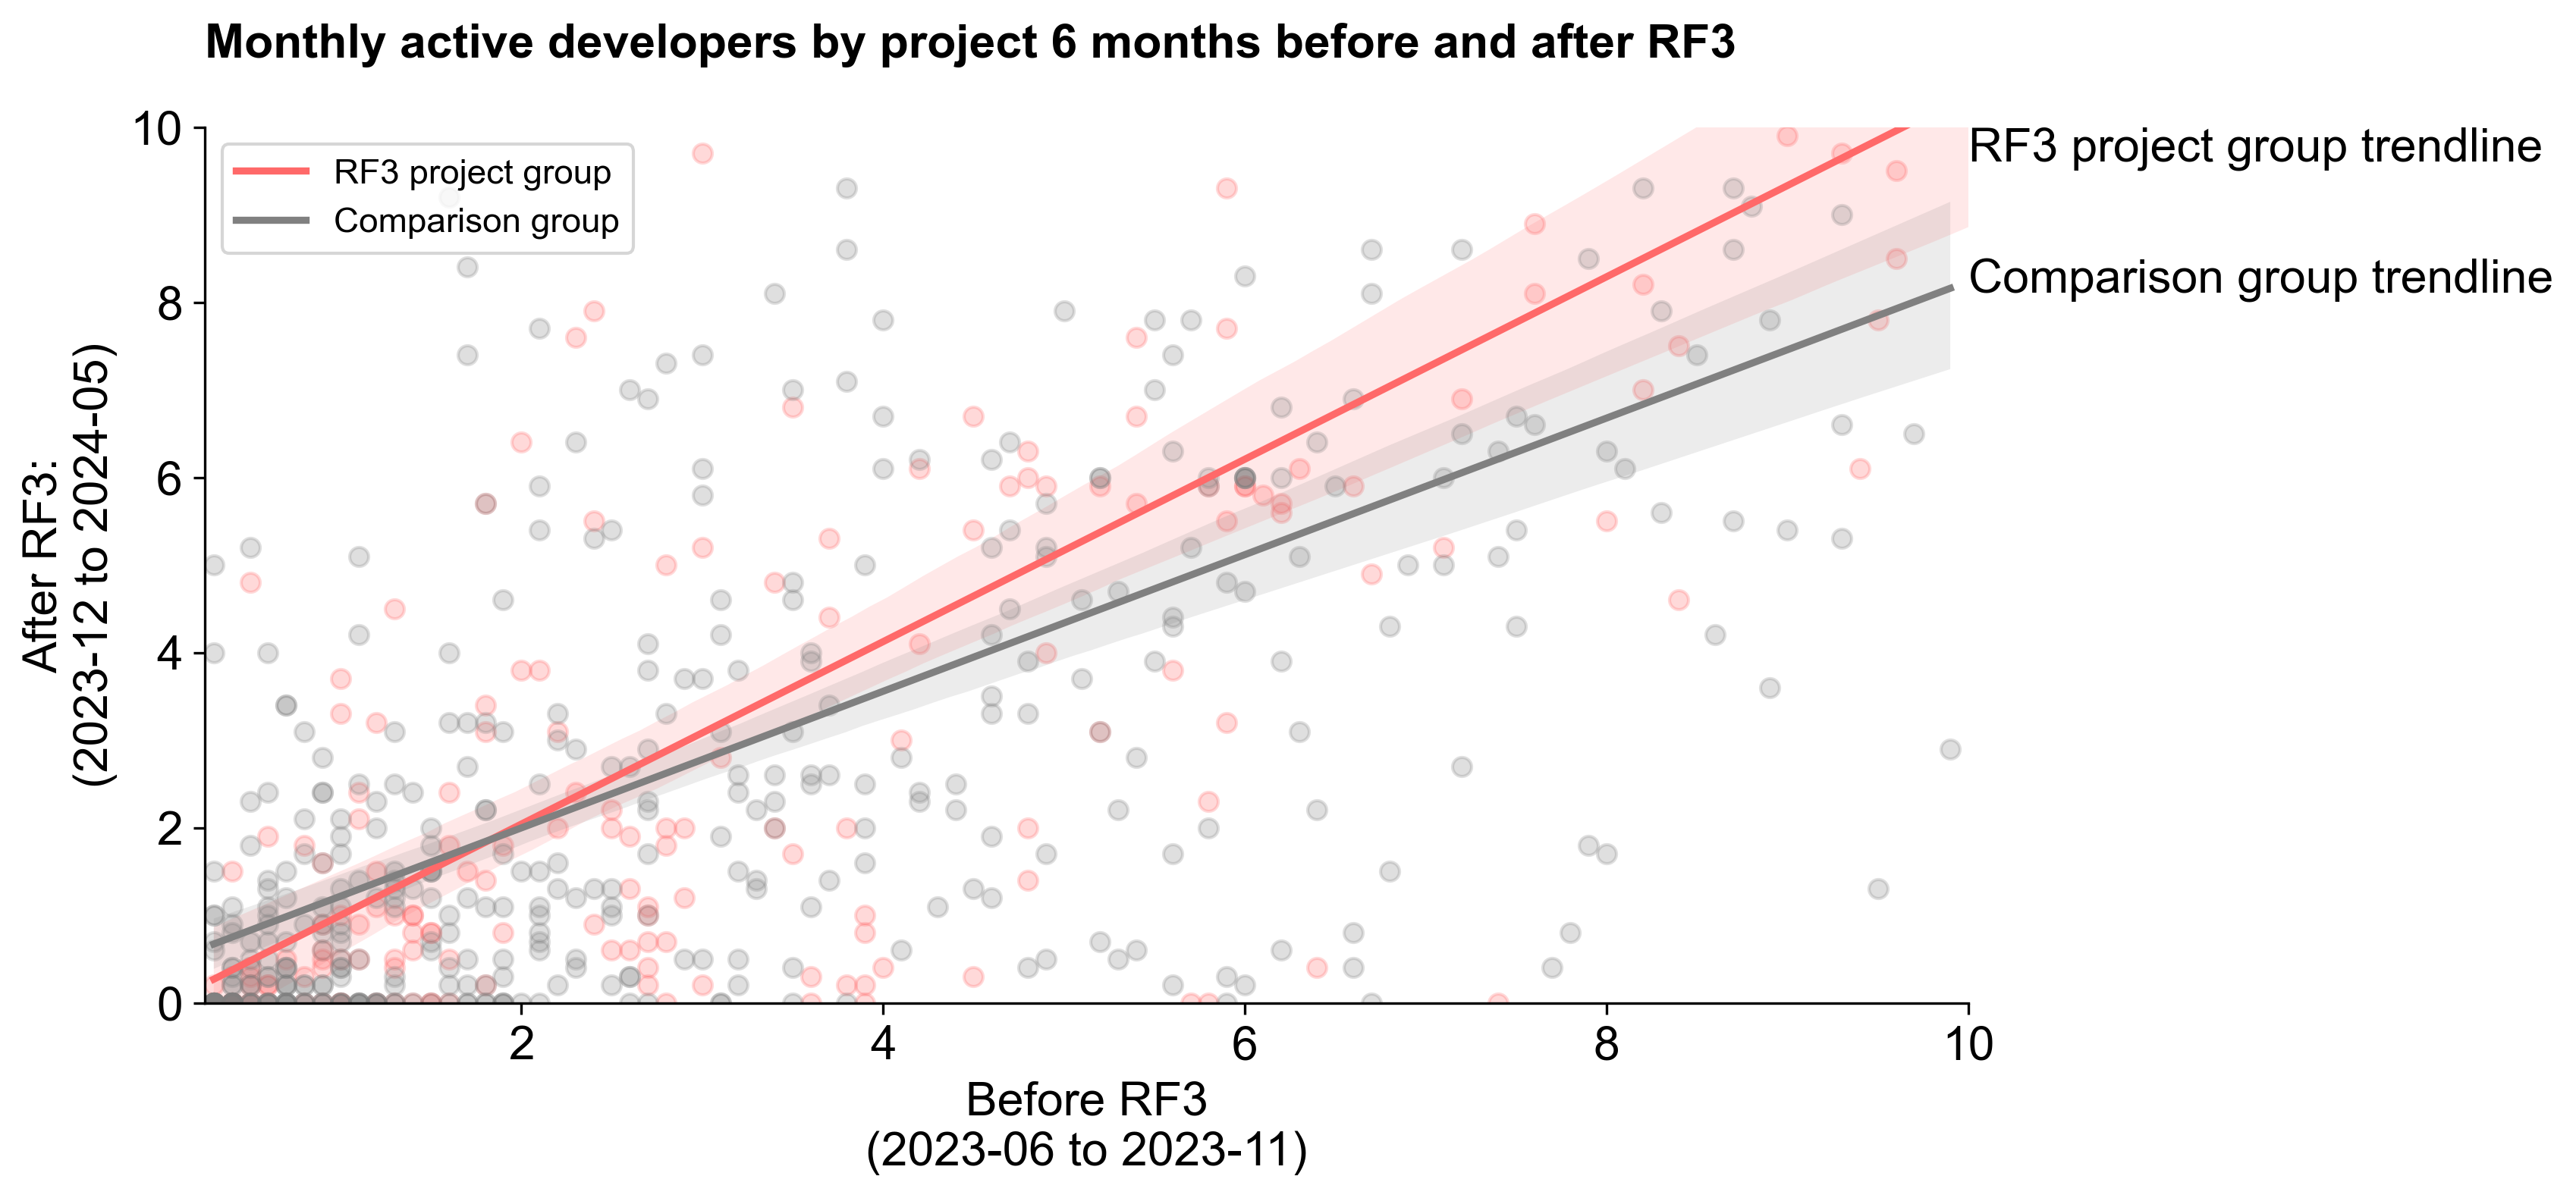 Monthly active developers by project 6 months before and after RF3
RF3 project group
Comparison group
RF3 project group trendline
Comparison group trendline
After RF3:
(2023-12 to 2024-05)
10
8
6
4
2
0
2
4
6
8
10
Before RF3
(2023-06 to 2023-11)